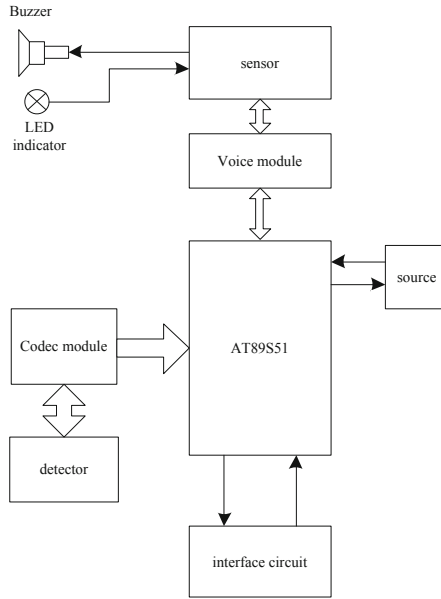 Buzzer
sensor
LED
indicator
Voice module
source
Codec module
AT89S51
detector
interface circuit